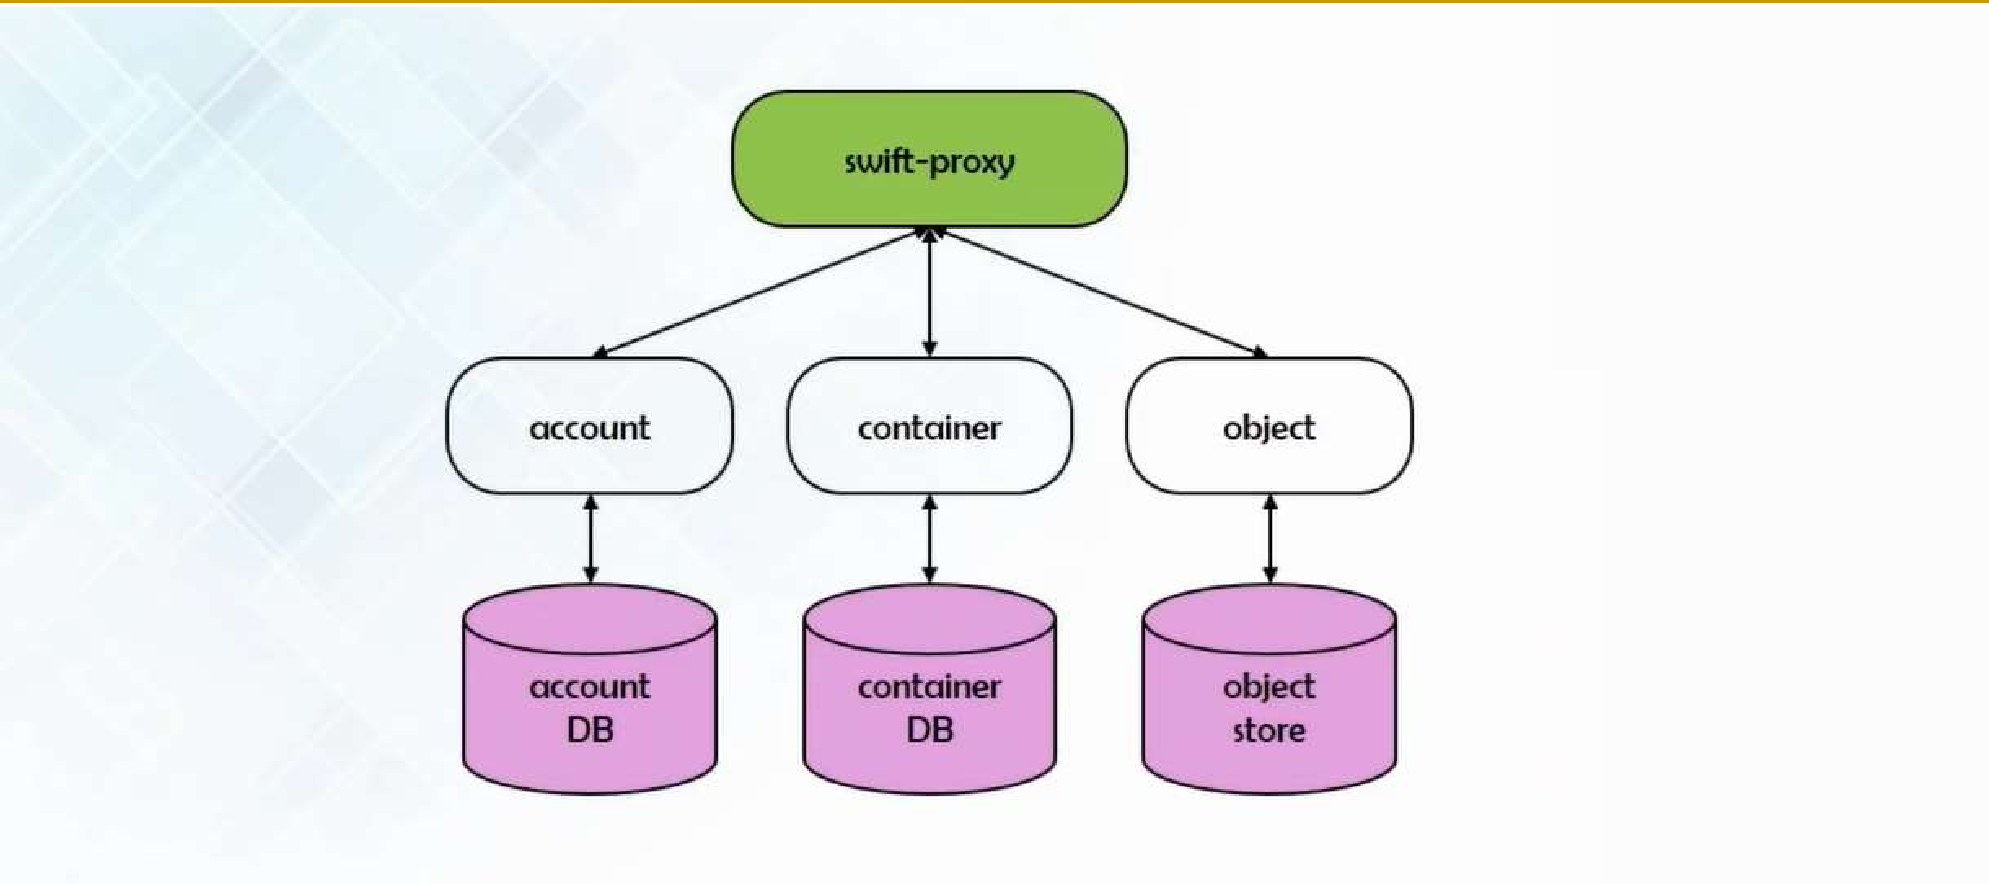 swift-proxy
account
container
object
account
DB
container
DB
object
store